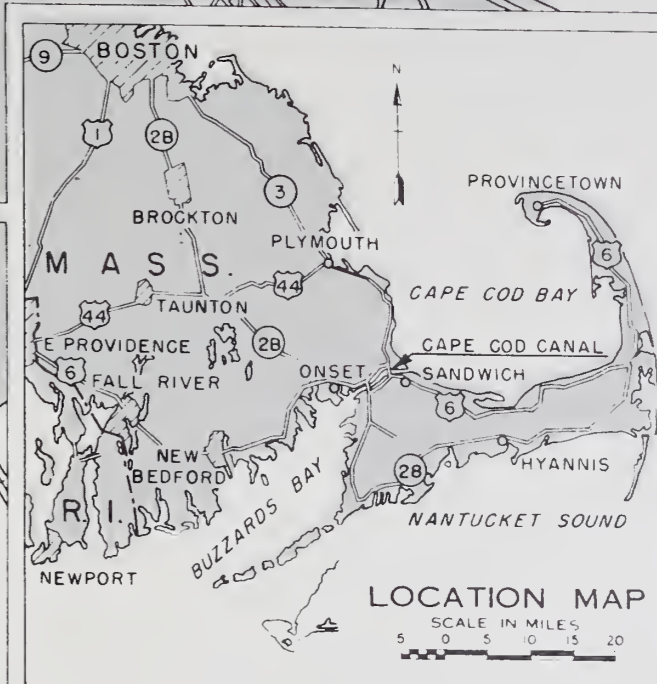 BOSTON
9
1
28
N
3
PROVINCETOWN
BROCKTON
6
PLYMOUTH
MASS.
44
CAPE COD BAY
44
TAUNTON
28
CAPE COD CANAL
E PROVIDENCE
6
ONSET
SANDWICH
FALL RIVER
6
NEW
BEDFORD
HYANNIS
28
R.I.
BUZZARDS BAY
NANTUCKET SOUND
NEWPORT
LOCATION MAP
SCALE IN MILES
5 0 5 10 15 20